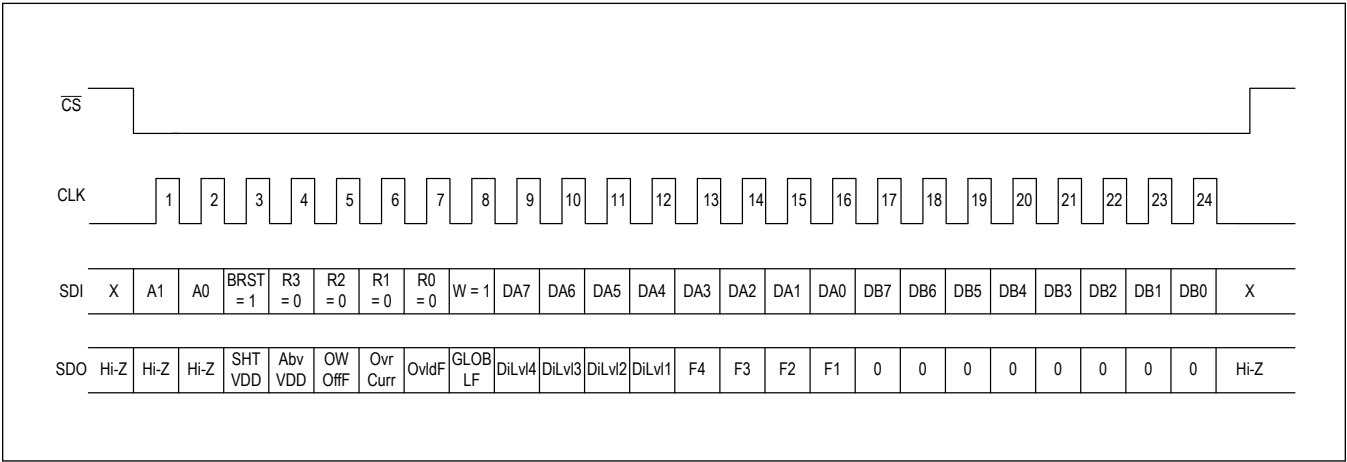 CS
CLK 1 2 3 4 5 6 7 8 9 10 11 12 13 14 15 16 17 18 19 20 21 22 23 24
SDI X A1 A0 BRST = 1 R3 = 0 R2 = 0 R1 = 0 R0 = 0 W = 1 DA7 DA6 DA5 DA4 DA3 DA2 DA1 DA0 DB7 DB6 DB5 DB4 DB3 DB2 DB1 DB0 X
SDO Hi-Z Hi-Z Hi-Z SHT VDD Abv VDD OW OffF Ovr Curr OvldF GLOB LF DiLvl4 DiLvl3 DiLvl2 DiLvl1 F4 F3 F2 F1 0 0 0 0 0 0 0 0 Hi-Z